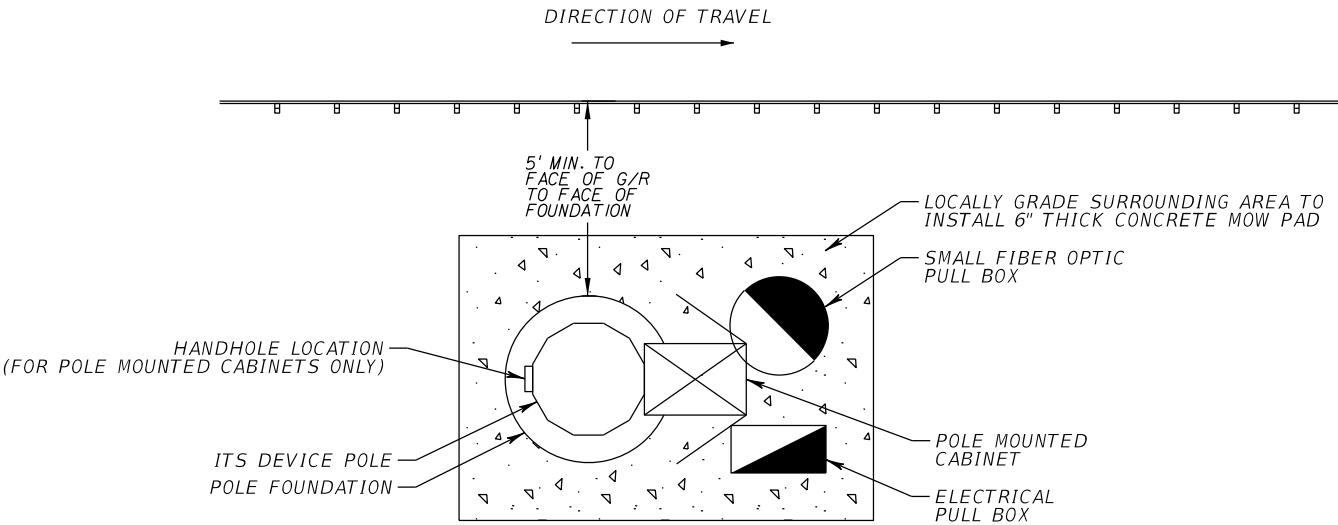 DIRECTION OF TRAVEL
5' MIN. TO
FACE OF G/R
TO FACE OF
FOUNDATION
LOCALLY GRADE SURROUNDING AREA TO
INSTALL 6" THICK CONCRETE MOW PAD
SMALL FIBER OPTIC
PULL BOX
HANDHOLE LOCATION
(FOR POLE MOUNTED CABINETS ONLY)
ITS DEVICE POLE
POLE FOUNDATION
POLE MOUNTED
CABINET
ELECTRICAL
PULL BOX